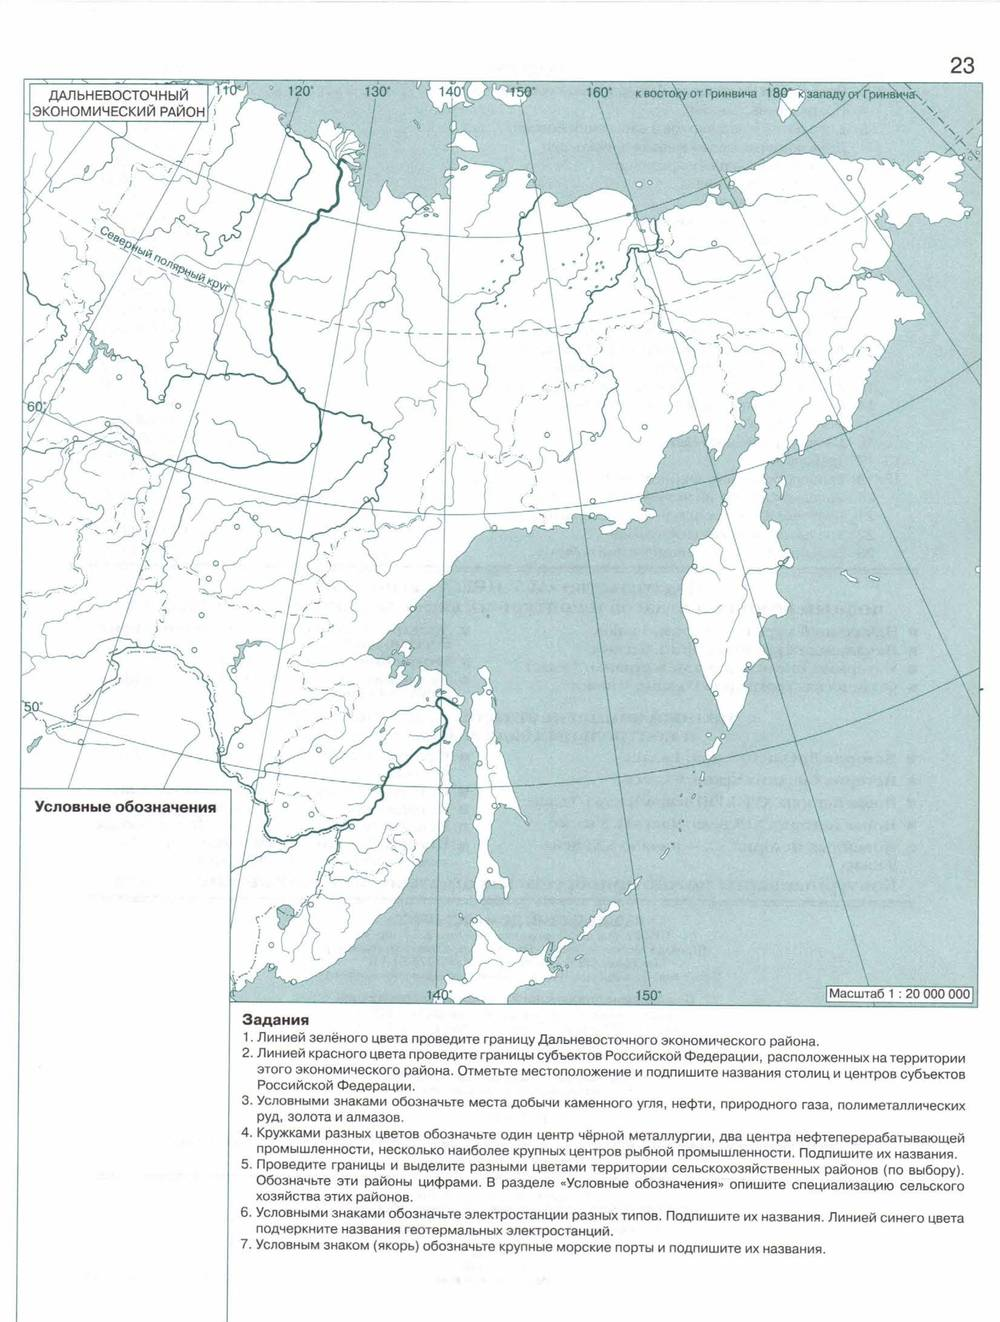 23
ДАЛЬНЕВОСТОЧНЫЙ
ЭКОНОМИЧЕСКИЙ РАЙОН
110° 120° 130° 140° 150° 160° к востоку от Гринвича 180° к западу от Гринвича
Северный полярный круг
60°
50°
Условные обозначения
140° 150°
Масштаб 1 : 20 000 000
Задания
1. Линией зелёного цвета проведите границу Дальневосточного экономического района.
2. Линией красного цвета проведите границы субъектов Российской Федерации, расположенных на территории
этого экономического района. Отметьте местоположение и подпишите названия столиц и центров субъектов
Российской Федерации.
3. Условными знаками обозначьте места добычи каменного угля, нефти, природного газа, полиметаллических
руд, золота и алмазов.
4. Кружками разных цветов обозначьте один центр чёрной металлургии, два центра нефтеперерабатывающей
промышленности, несколько наиболее крупных центров рыбной промышленности. Подпишите их названия.
5. Проведите границы и выделите разными цветами территории сельскохозяйственных районов (по выбору).
Обозначьте эти районы цифрами. В разделе «Условные обозначения» опишите специализацию сельского
хозяйства этих районов.
6. Условными знаками обозначьте электростанции разных типов. Подпишите их названия. Линией синего цвета
подчеркните названия геотермальных электростанций.
7. Условным знаком (якорь) обозначьте крупные морские порты и подпишите их названия.